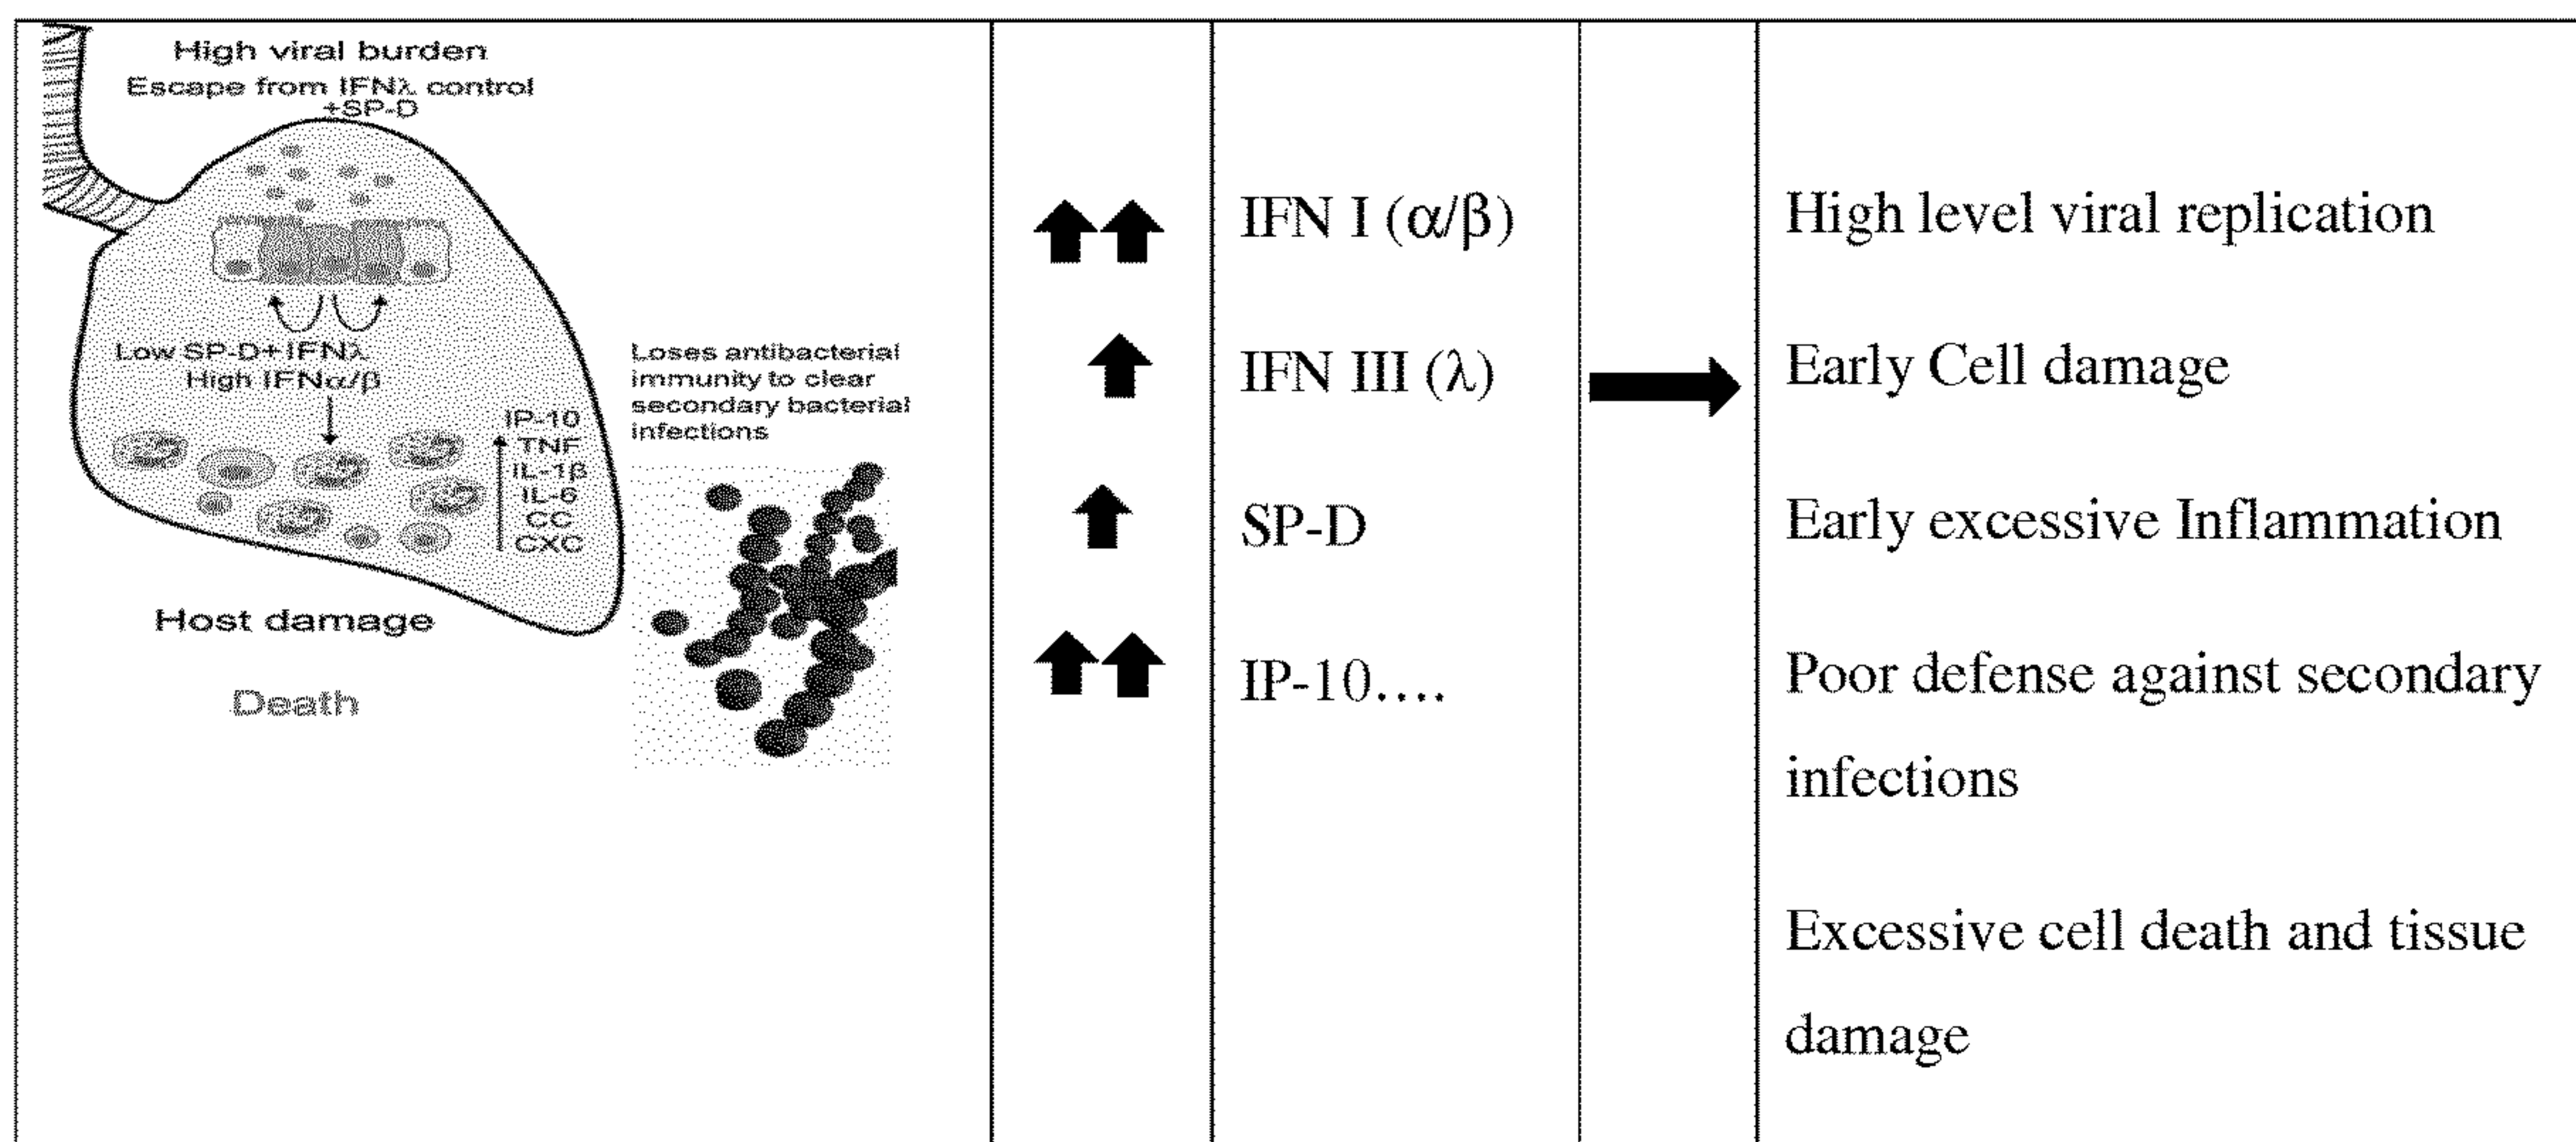 High viral burden
Escape from IFNλ control
+SP-D
Low SP-D+IFNλ
High IFNα/β
IP-10
TNF
IL-1β
IL-6
CC
CXC
Host damage
Death
Loses antibacterial
immunity to clear
secondary bacterial
infections
IFN I (α/β)
IFN III (λ)
SP-D
IP-10....
High level viral replication
Early Cell damage
Early excessive Inflammation
Poor defense against secondary
infections
Excessive cell death and tissue
damage